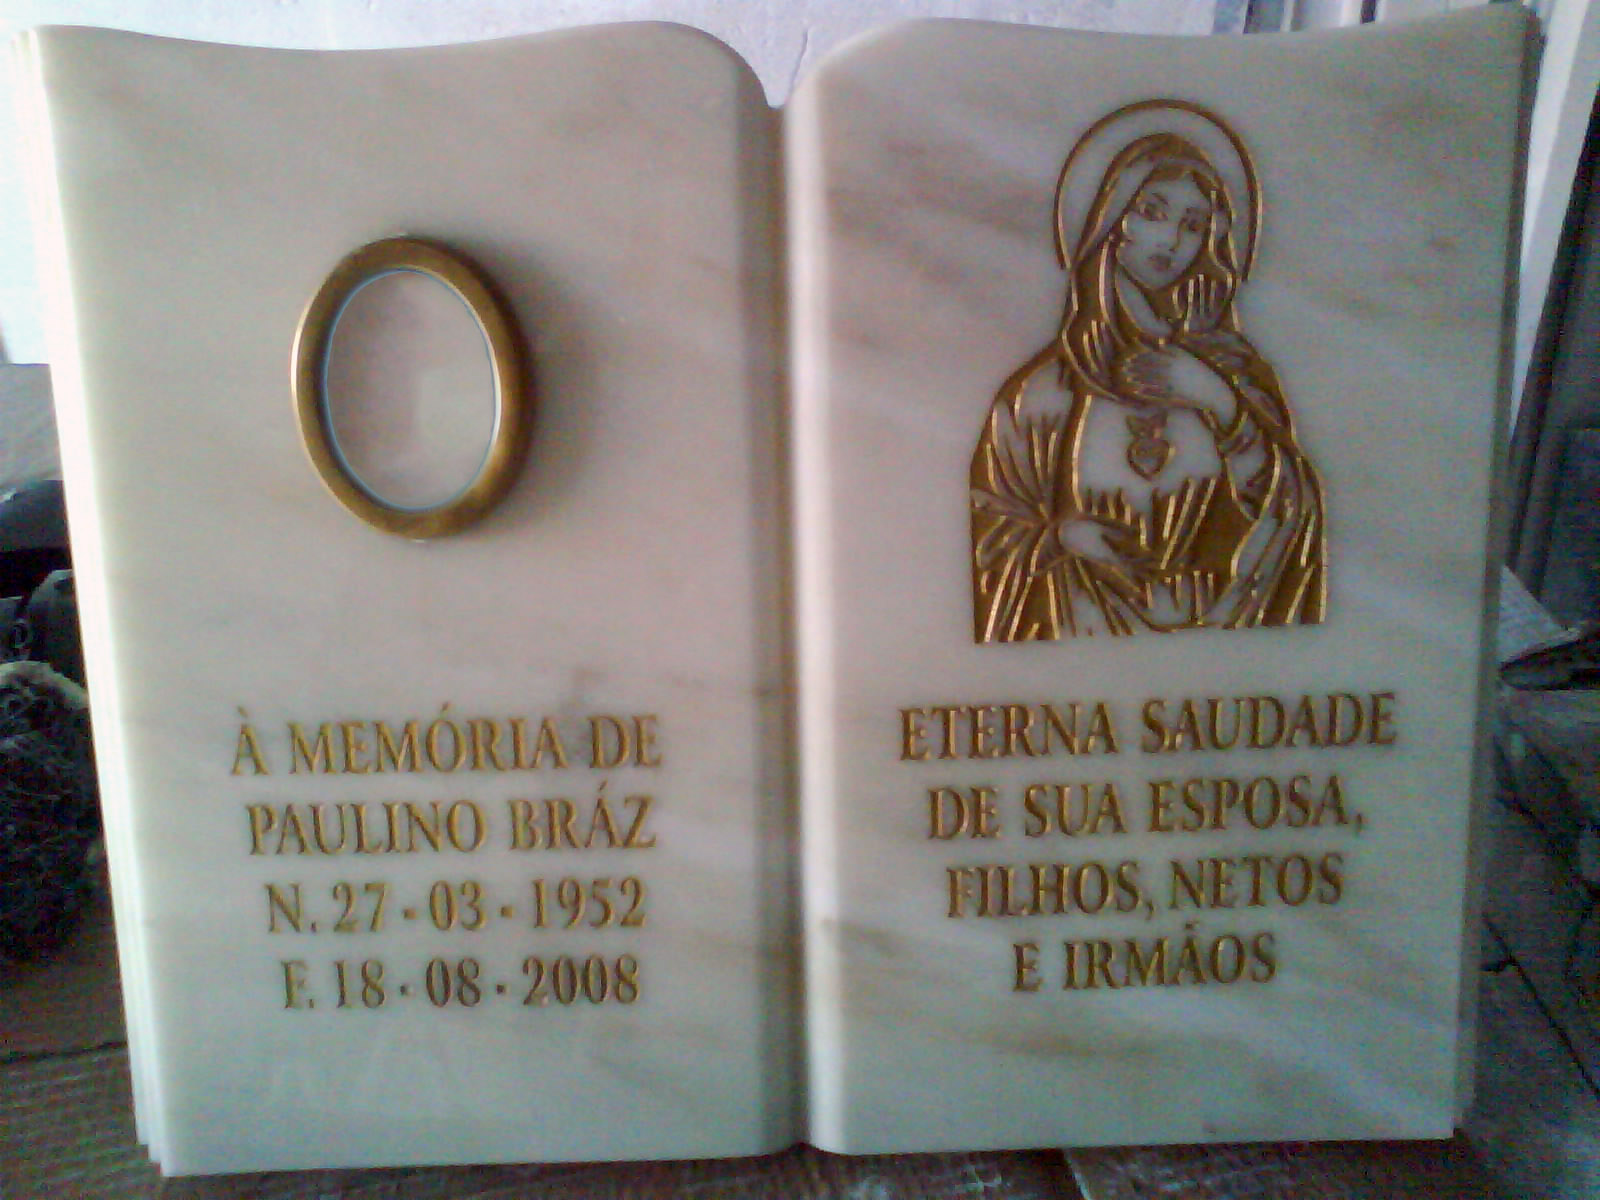 À MEMÓRIA DE
PAULINO BRÁZ
N. 27-03-1952
F. 18-08-2008
ETERNA SAUDADE
DE SUA ESPOSA,
FILHOS, NETOS
E IRMÃOS